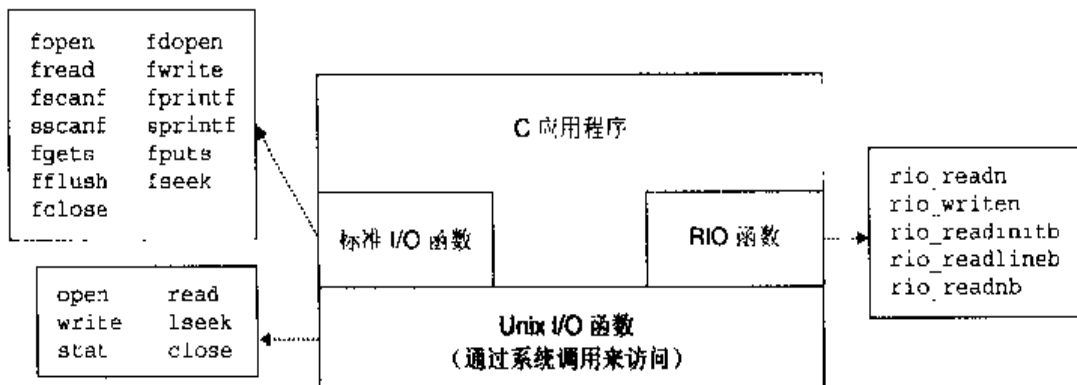 fopen fdopen
fread fwrite
fscanf fprintf
sscanf sprintf
fgets fputs
fflush fseek
fclose
C 应用程序
标准 I/O 函数
RIO 函数
rio_readn
rio_writen
rio_readinitb
rio_readlineb
rio_readnb
open read
write lseek
stat close
Unix I/O 函数
（通过系统调用来访问）